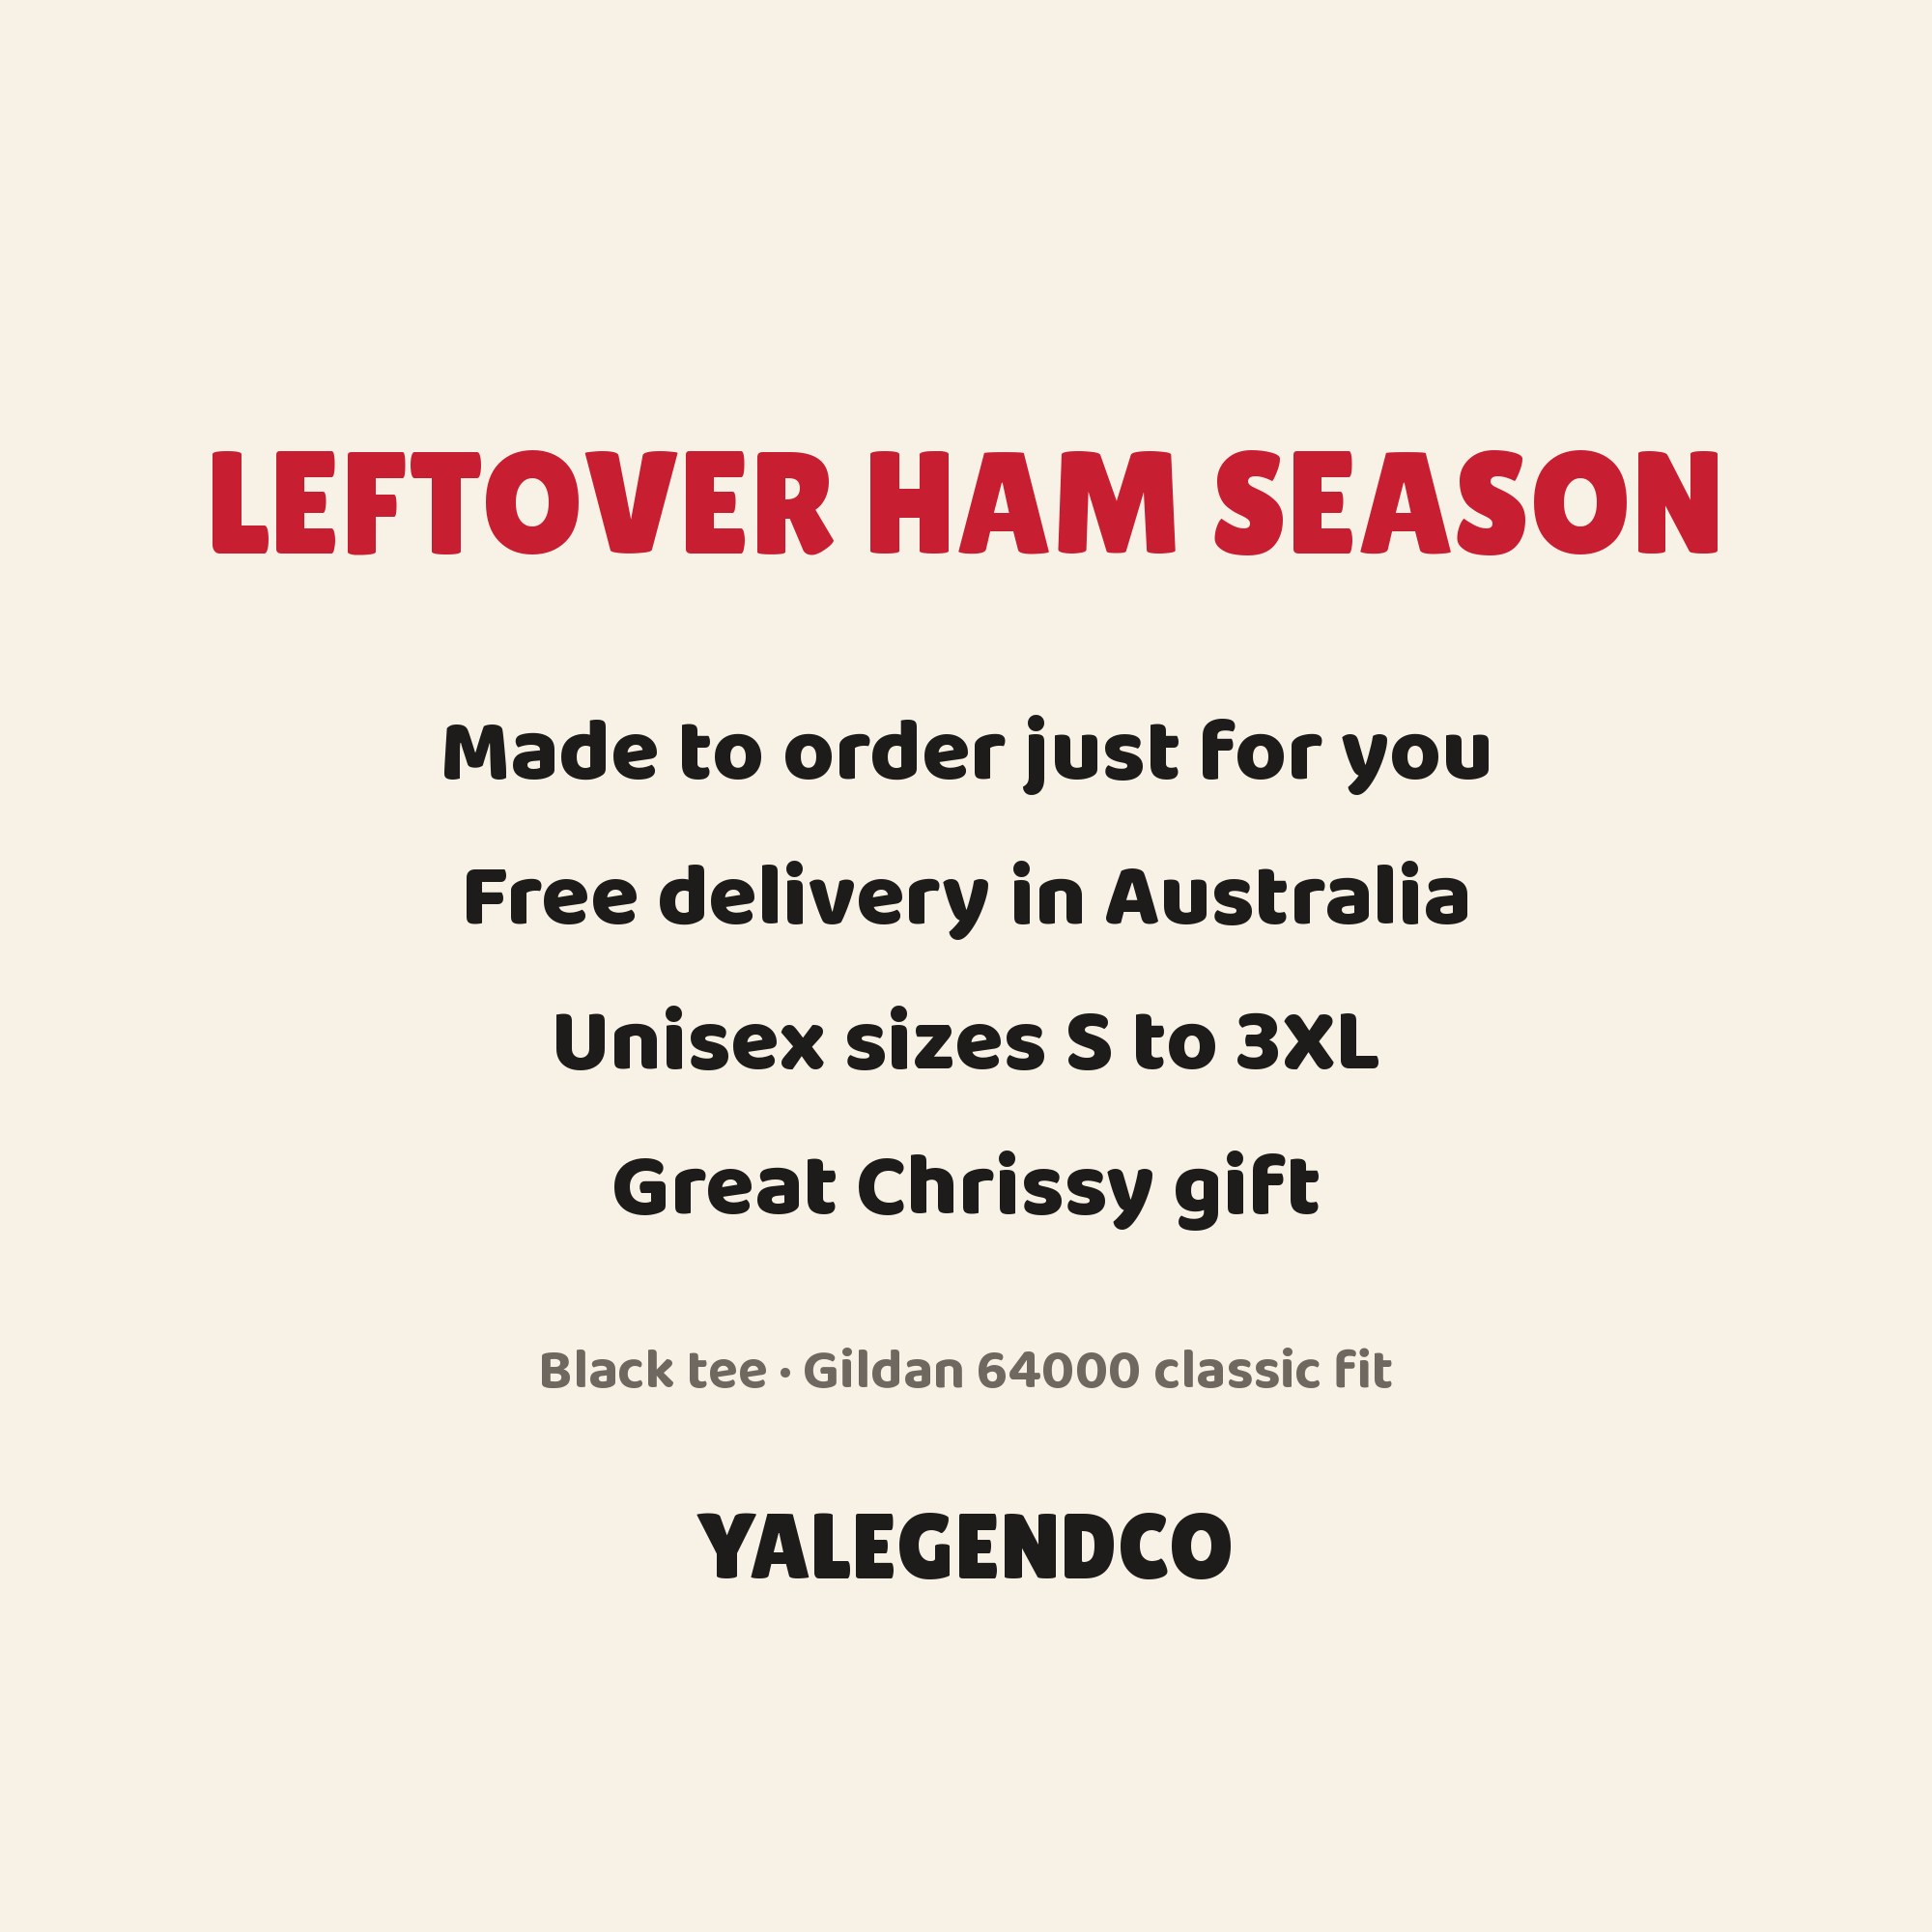 LEFTOVER HAM SEASON
Made to order just for you
Free delivery in Australia
Unisex sizes S to 3XL
Great Chrissy gift
Black tee • Gildan 64000 classic fit
YALEGENDCO